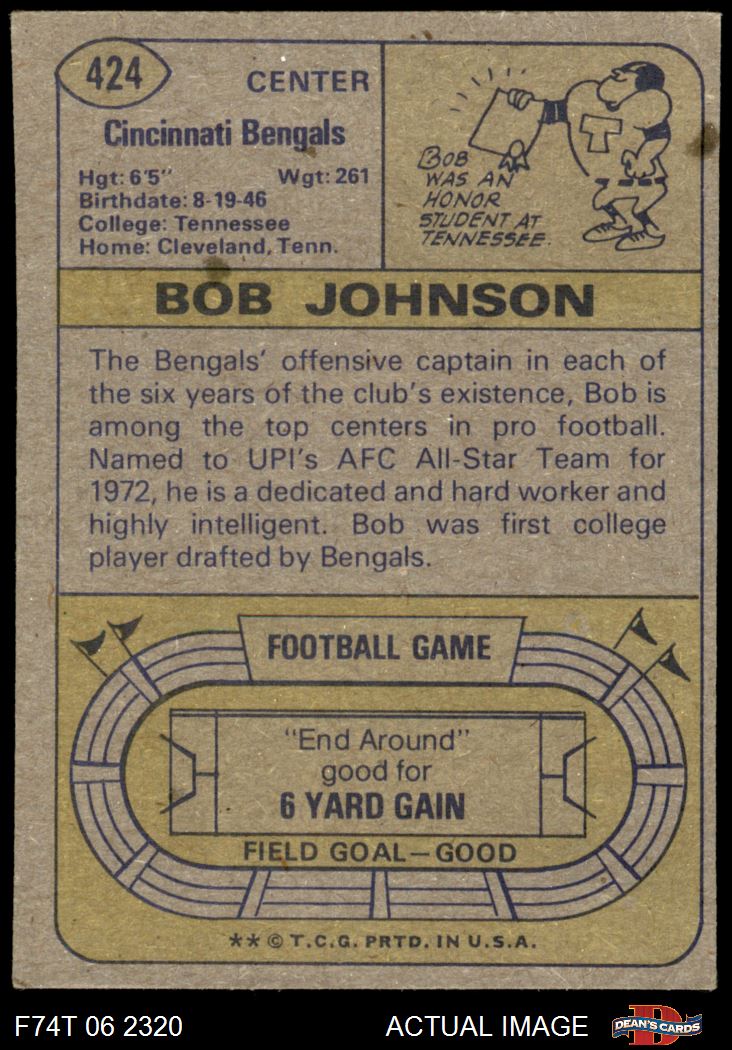 424
CENTER
Cincinnati Bengals
Hgt: 6'5" Wgt: 261
Birthdate: 8-19-46
College: Tennessee
Home: Cleveland, Tenn.
T
BOB
WAS AN
HONOR
STUDENT AT
TENNESSEE.
BOB JOHNSON
The Bengals' offensive captain in each of
the six years of the club's existence, Bob is
among the top centers in pro football.
Named to UPI's AFC All-Star Team for
1972, he is a dedicated and hard worker and
highly intelligent. Bob was first college
player drafted by Bengals.
FOOTBALL GAME
"End Around"
good for
6 YARD GAIN
FIELD GOAL—GOOD
** © T.C.G. PRTD. IN U.S.A.
F74T 06 2320 ACTUAL IMAGE
D
DEAN'S CARDS